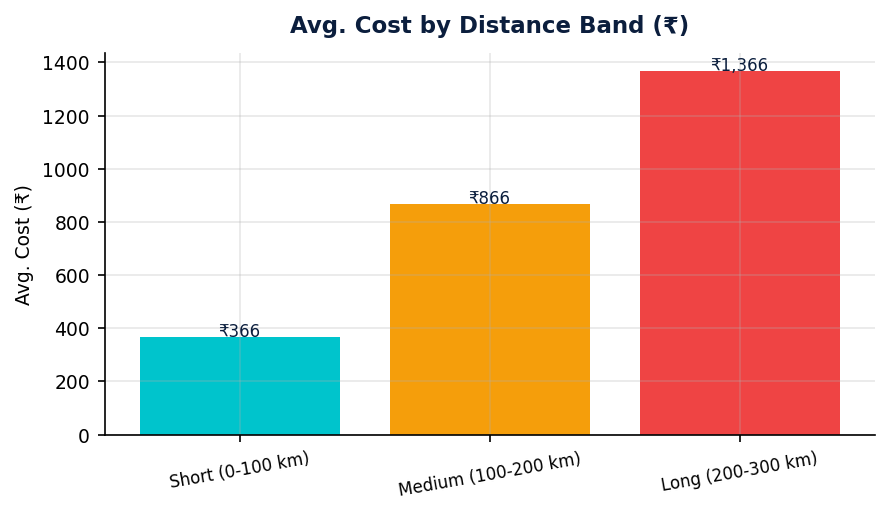 Avg. Cost by Distance Band (₹)
Avg. Cost (₹)
1400
1200
1000
800
600
400
200
0
₹366
₹866
₹1,366
Short (0-100 km)
Medium (100-200 km)
Long (200-300 km)